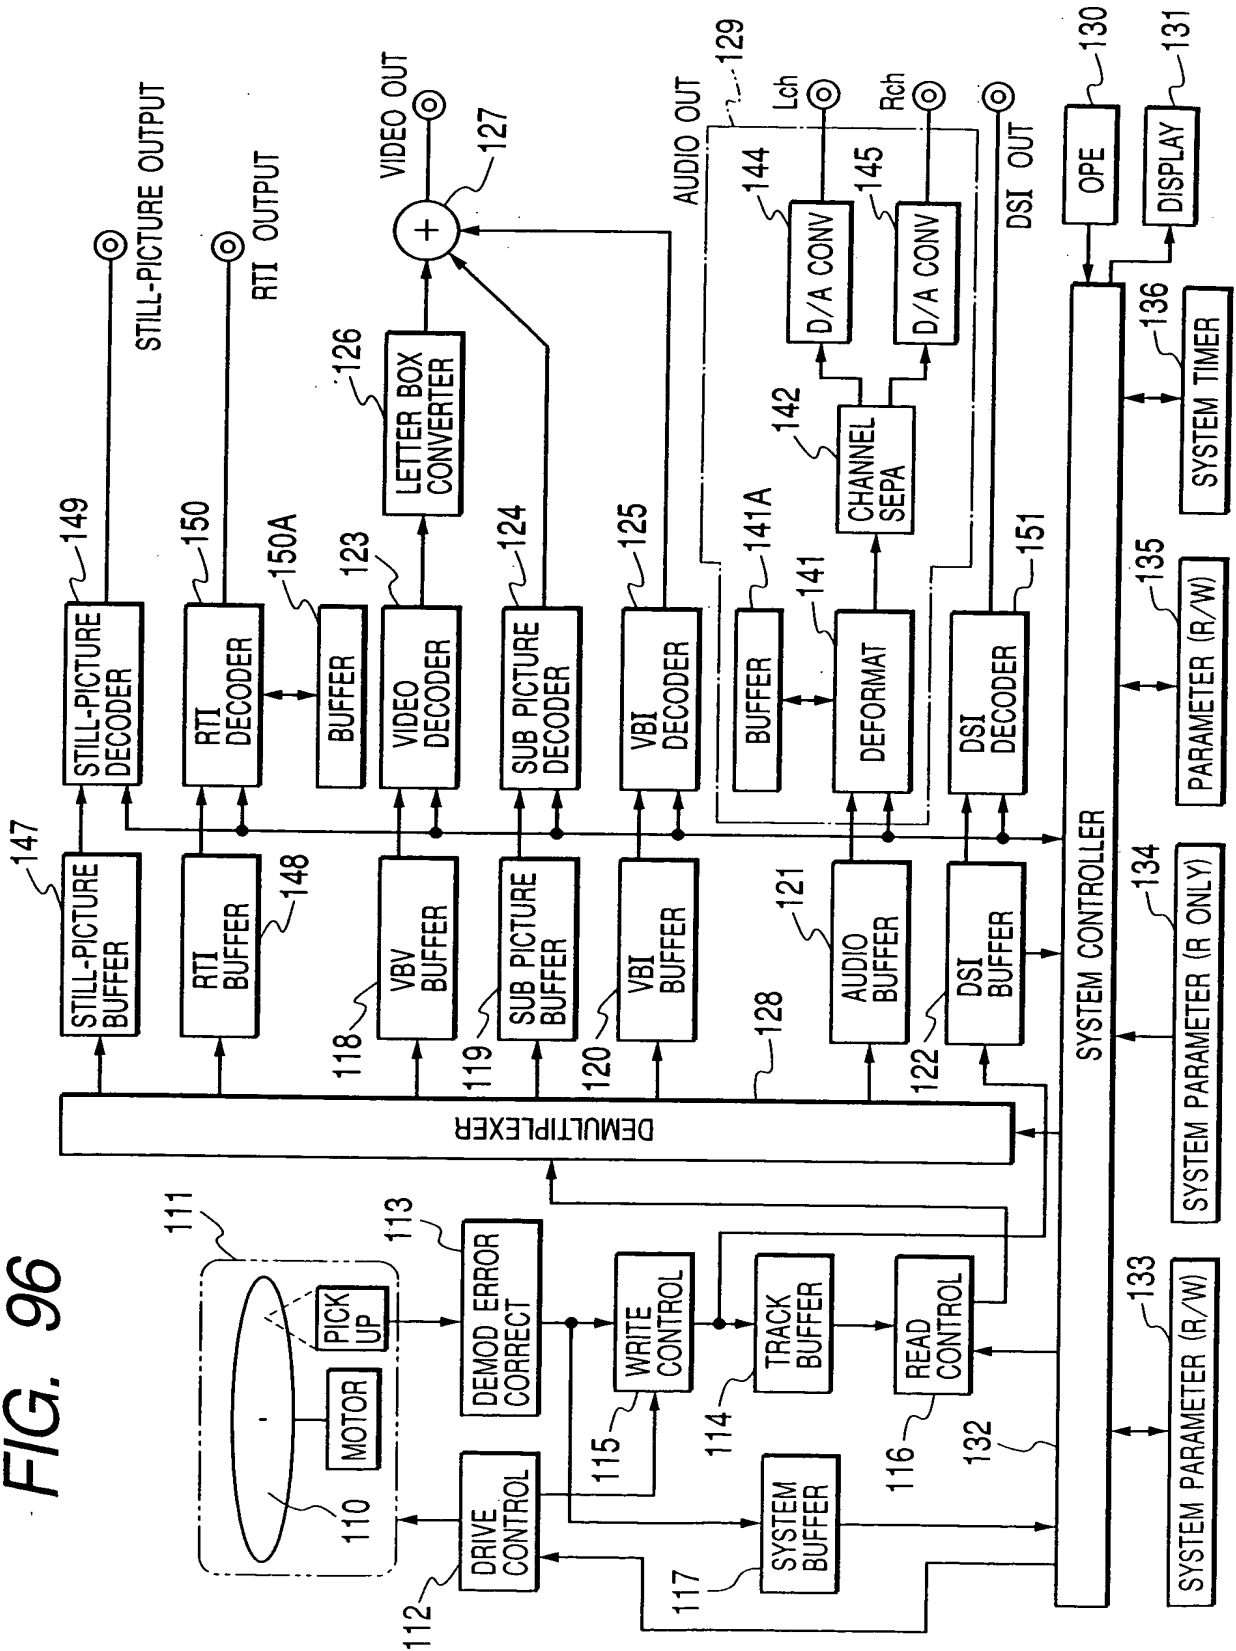 FIG. 96
111
110
MOTOR
PICK
UP
112
DRIVE
CONTROL
113
DEMOD ERROR
CORRECT
115
WRITE
CONTROL
114
TRACK
BUFFER
116
READ
CONTROL
117
SYSTEM
BUFFER
DEMULTIPLEXER
128
147
STILL-PICTURE
BUFFER
RTI
BUFFER
148
118
VBV
BUFFER
119
SUB PICTURE
BUFFER
120
VBI
BUFFER
121
AUDIO
BUFFER
122
DSI
BUFFER
149
STILL-PICTURE
DECODER
150
RTI
DECODER
150A
BUFFER
123
VIDEO
DECODER
124
SUB PICTURE
DECODER
125
VBI
DECODER
141A
BUFFER
141
DEFORMAT
151
DSI
DECODER
126
LETTER BOX
CONVERTER
142
CHANNEL
SEPA
144
D/A CONV
145
D/A CONV
127
+
STILL-PICTURE OUTPUT
RTI OUTPUT
VIDEO OUT
AUDIO OUT
129
Lch
Rch
DSI OUT
130
OPE
131
DISPLAY
132
SYSTEM CONTROLLER
133
SYSTEM PARAMETER (R/W)
134
SYSTEM PARAMETER (R ONLY)
135
PARAMETER (R/W)
136
SYSTEM TIMER